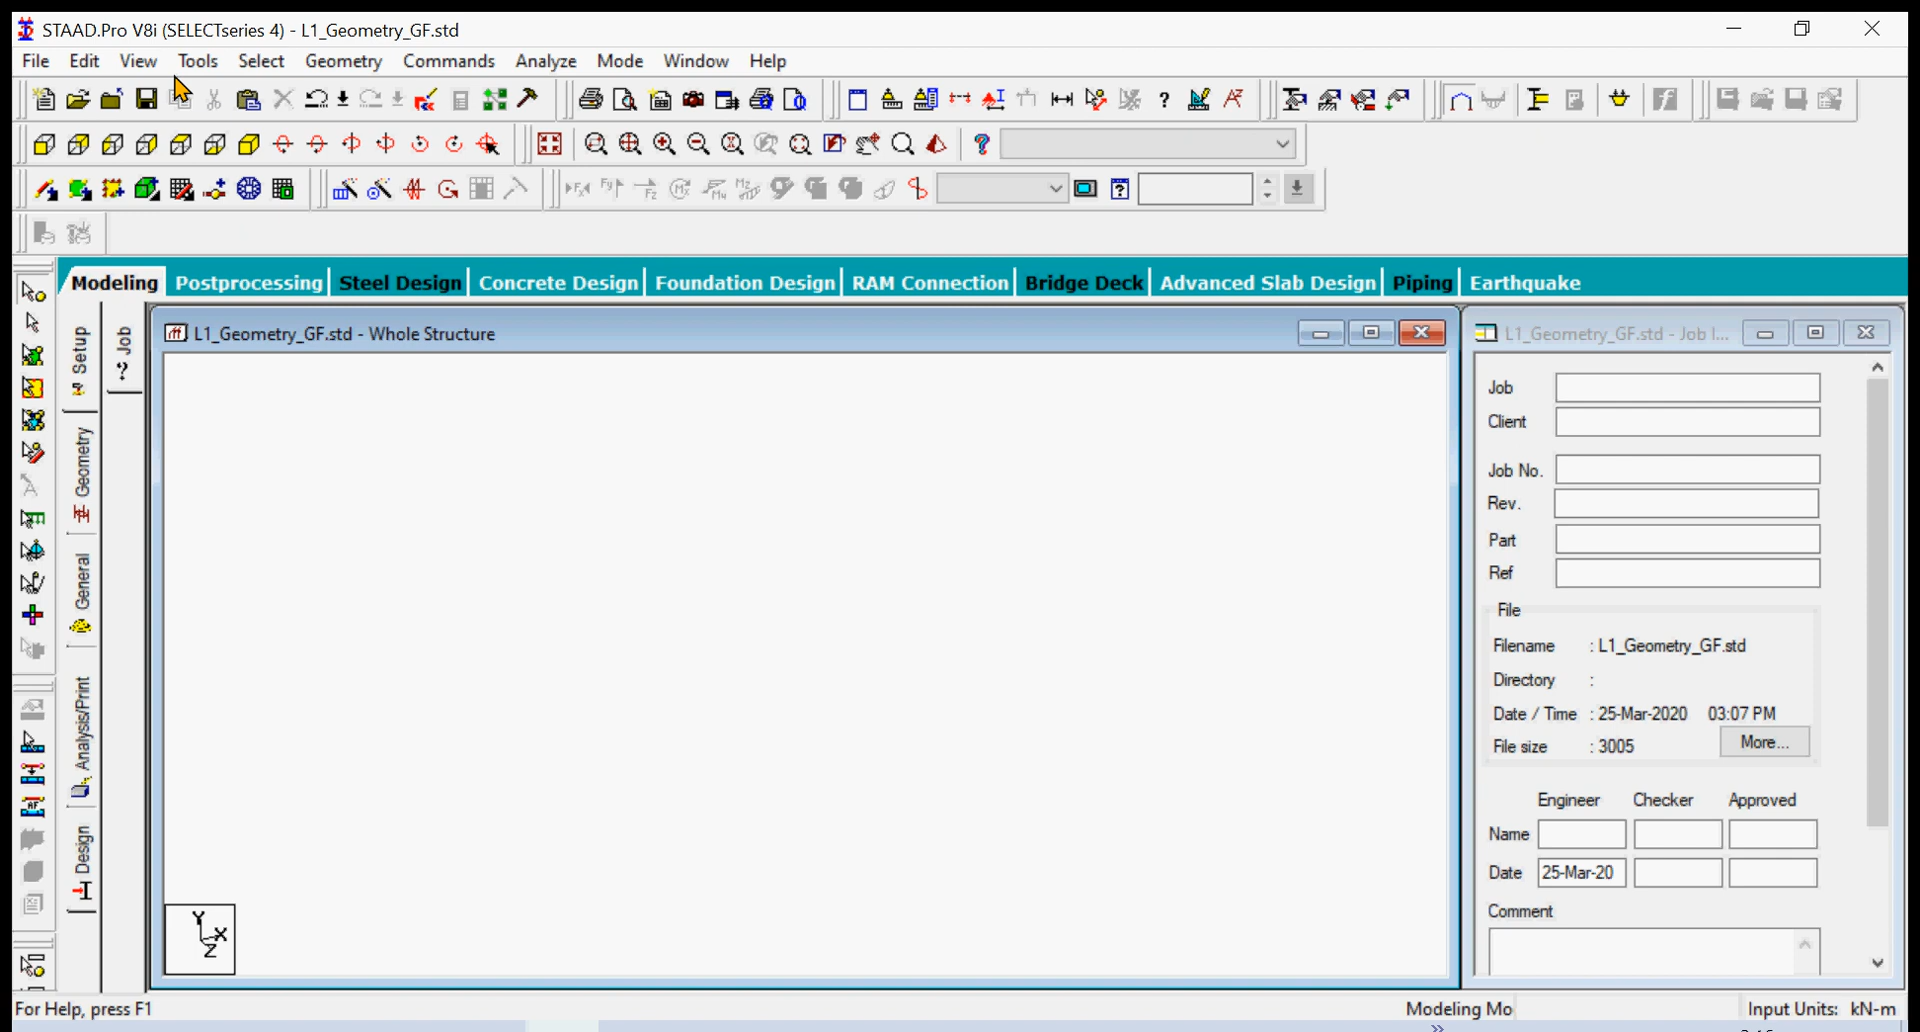 STAAD.Pro V8i (SELECTseries 4) - L1_Geometry_GF.std
File Edit View Tools Select Geometry Commands Analyze Mode Window Help
Modeling Postprocessing Steel Design Concrete Design Foundation Design RAM Connection Bridge Deck Advanced Slab Design Piping Earthquake
Setup
Geometry
General
Analysis/Print
Design
Job
L1_Geometry_GF.std - Whole Structure
Y
X
Z
L1_Geometry_GF.std - Job I...
Job
Client
Job No.
Rev.
Part
Ref
File
Filename : L1_Geometry_GF.std
Directory :
Date / Time : 25-Mar-2020 03:07 PM
File size : 3005 More...
Engineer Checker Approved
Name
Date 25-Mar-20
Comment
For Help, press F1 Modeling Mo Input Units: kN-m